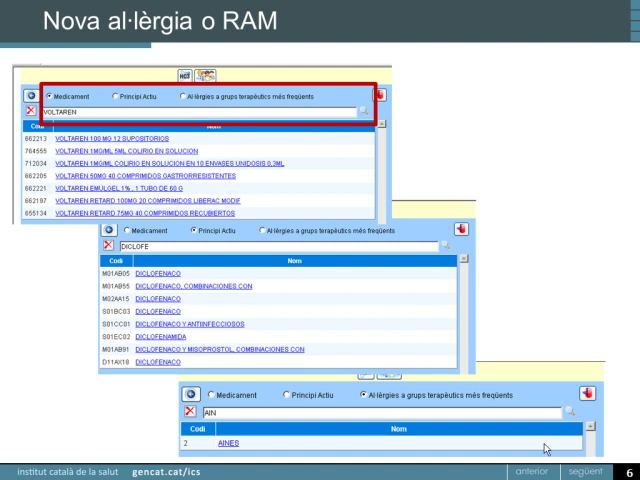 Nova al·lèrgia o RAM
Medicament Principi Actiu Al·lèrgies a grups terapèutics més freqüents
VOLTAREN
Codi Nom
662213 VOLTAREN 100 MG 12 SUPOSITORIOS
764555 VOLTAREN 1MG/ML 5ML COLIRIO EN SOLUCION
712034 VOLTAREN 1MG/ML COLIRIO EN SOLUCION EN 10 ENVASES UNIDOSIS 0,3ML
662205 VOLTAREN 50MG 40 COMPRIMIDOS GASTRORRESISTENTES
662221 VOLTAREN EMULGEL 1% , 1 TUBO DE 60 G
662197 VOLTAREN RETARD 100MG 20 COMPRIMIDOS LIBERAC MODIF
655134 VOLTAREN RETARD 75MG 40 COMPRIMIDOS RECUBIERTOS
Medicament Principi Actiu Al·lèrgies a grups terapèutics més freqüents
DICLOFE
Codi Nom
M01AB05 DICLOFENACO
M01AB55 DICLOFENACO, COMBINACIONES CON
M02AA15 DICLOFENACO
S01BC03 DICLOFENACO
S01CC01 DICLOFENACO Y ANTIINFECCIOSOS
S01EC02 DICLOFENAMIDA
M01AB91 DICLOFENACO Y MISOPROSTOL, COMBINACIONES CON
D11AX18 DICLOFENACO
Medicament Principi Actiu Al·lèrgies a grups terapèutics més freqüents
AIN
Codi Nom
2 AINES
institut català de la salut gencat.cat/ics anterior següent 6